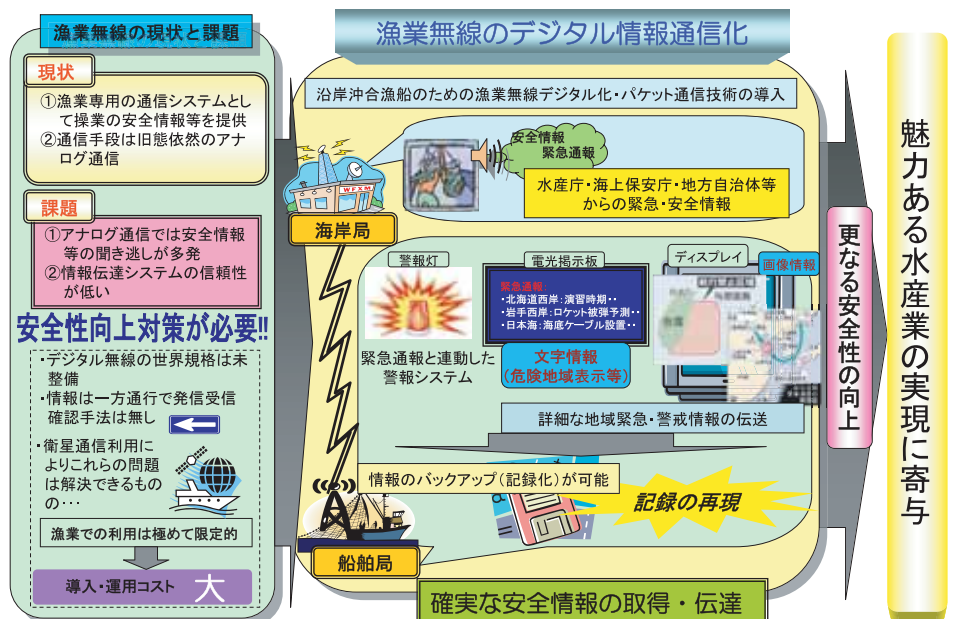 漁業無線の現状と課題
現状
①漁業専用の通信システムとし
て操業の安全情報等を提供
②通信手段は旧態依然のアナ
ログ通信
課題
①アナログ通信では安全情報
等の聞き逃しが多発
②情報伝達システムの信頼性
が低い
安全性向上対策が必要!!
・デジタル無線の世界規格は未
整備
・情報は一方通行で発信受信
確認手法は無し
・衛星通信利用に
よりこれらの問題
は解決できるもの
の・・・
漁業での利用は極めて限定的
導入・運用コスト 大
漁業無線のデジタル情報通信化
沿岸沖合漁船のための漁業無線デジタル化・パケット通信技術の導入
安全情報
緊急通報
水産庁・海上保安庁・地方自治体等
からの緊急・安全情報
WFXM
海岸局
警報灯
緊急通報と連動した
警報システム
電光掲示板
緊急通報：
・北海道西岸：演習時期・・
・岩手西岸：ロケット被弾予測・・
・日本海：海底ケーブル設置・・
文字情報
(危険地域表示等)
ディスプレイ
画像情報
詳細な地域緊急・警戒情報の伝送
情報のバックアップ(記録化)が可能
記録の再現
船舶局
確実な安全情報の取得・伝達
更なる安全性の向上
魅力ある水産業の実現に寄与